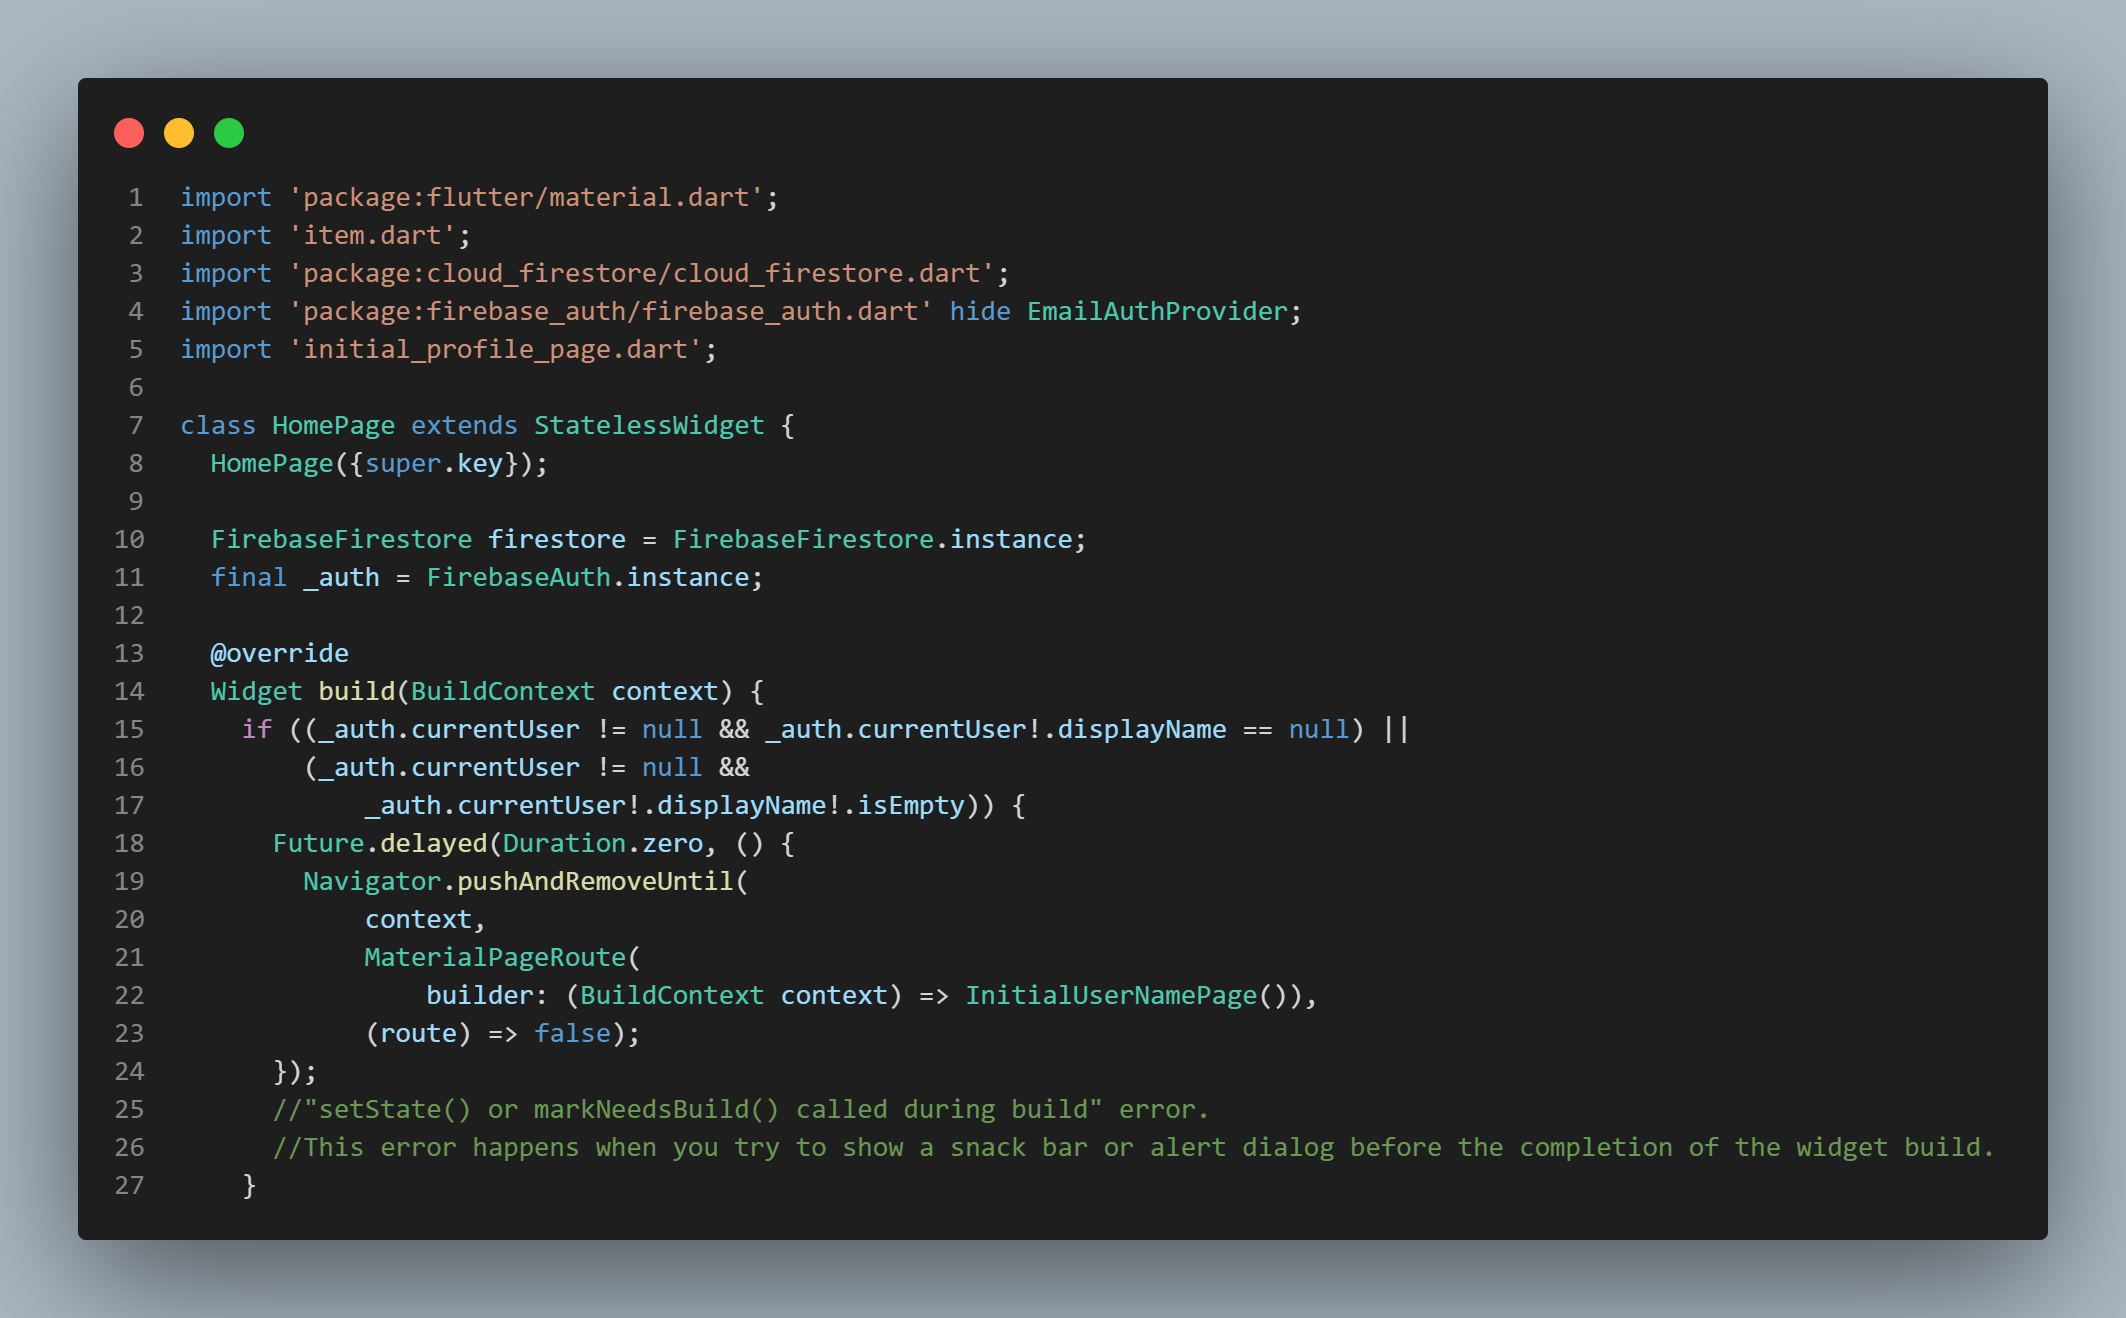 1 import 'package:flutter/material.dart';
2 import 'item.dart';
3 import 'package:cloud_firestore/cloud_firestore.dart';
4 import 'package:firebase_auth/firebase_auth.dart' hide EmailAuthProvider;
5 import 'initial_profile_page.dart';
6
7 class HomePage extends StatelessWidget {
8   HomePage({super.key});
9
10   FirebaseFirestore firestore = FirebaseFirestore.instance;
11   final _auth = FirebaseAuth.instance;
12
13   @override
14   Widget build(BuildContext context) {
15     if ((_auth.currentUser != null && _auth.currentUser!.displayName == null) ||
16         (_auth.currentUser != null &&
17             _auth.currentUser!.displayName!.isEmpty)) {
18       Future.delayed(Duration.zero, () {
19         Navigator.pushAndRemoveUntil(
20             context,
21             MaterialPageRoute(
22                 builder: (BuildContext context) => InitialUserNamePage()),
23             (route) => false);
24       });
25       //"setState() or markNeedsBuild() called during build" error.
26       //This error happens when you try to show a snack bar or alert dialog before the completion of the widget build.
27     }